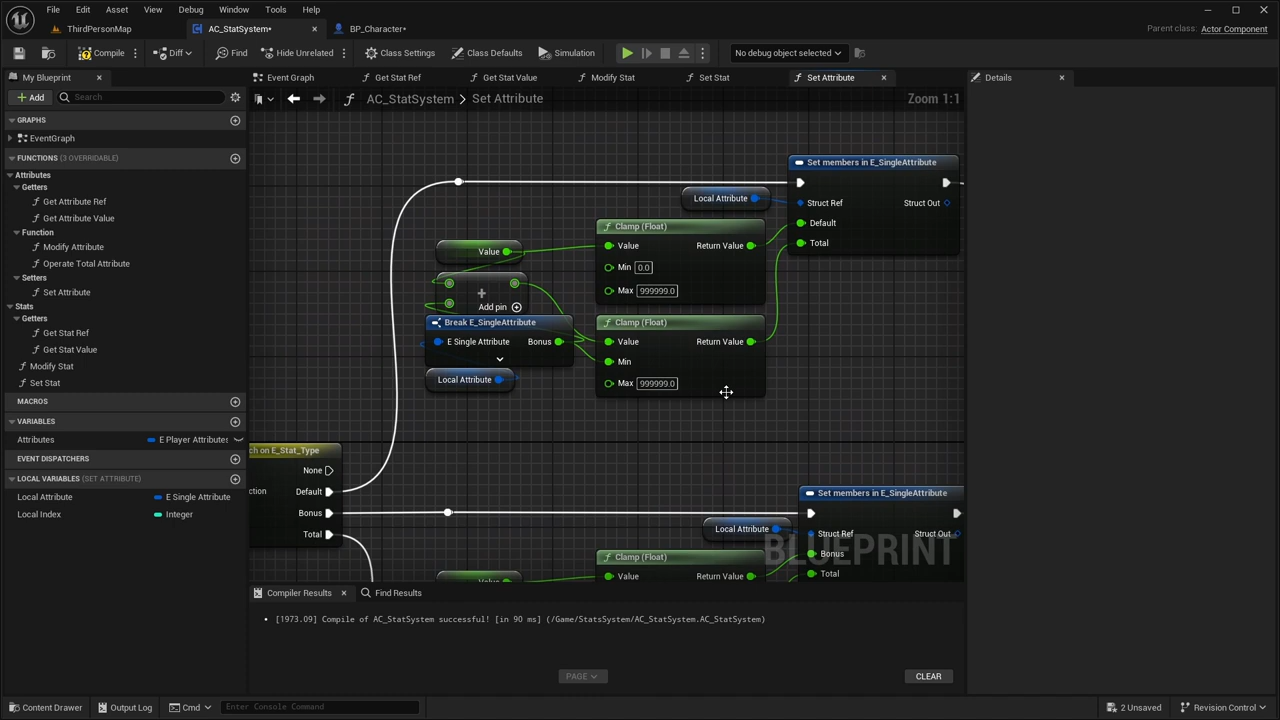 File Edit Asset View Debug Window Tools Help
ThirdPersonMap AC_StatSystem* BP_Character*
Parent class: Actor Component
Compile Diff Find Hide Unrelated Class Settings Class Defaults Simulation No debug object selected
My Blueprint
Event Graph Get Stat Ref Get Stat Value Modify Stat Set Stat Set Attribute
Details
Add Search
AC_StatSystem > Set Attribute
Zoom 1:1
GRAPHS
EventGraph
FUNCTIONS (3 OVERRIDABLE)
Attributes
Getters
Get Attribute Ref
Get Attribute Value
Function
Modify Attribute
Operate Total Attribute
Setters
Set Attribute
Stats
Getters
Get Stat Ref
Get Stat Value
Modify Stat
Set Stat
MACROS
VARIABLES
Attributes E Player Attributes
EVENT DISPATCHERS
LOCAL VARIABLES (SET ATTRIBUTE)
Local Attribute E Single Attribute
Local Index Integer
Set members in E_SingleAttribute
Local Attribute
Struct Ref Struct Out
Default
Total
Clamp (Float)
Value Return Value
Min 0.0
Max 999999.0
Value
Add pin
Break E_SingleAttribute
E Single Attribute Bonus
Local Attribute
Clamp (Float)
Value Return Value
Min
Max 999999.0
ch on E_Stat_Type
None
ction Default
Bonus
Total
Set members in E_SingleAttribute
Local Attribute
Struct Ref Struct Out
Bonus
Total
BLUEPRINT
Clamp (Float)
Value Return Value
Value
Compiler Results Find Results
[1973.09] Compile of AC_StatSystem successful! [in 90 ms] (/Game/StatsSystem/AC_StatSystem.AC_StatSystem)
PAGE
CLEAR
Content Drawer Output Log Cmd Enter Console Command
2 Unsaved Revision Control